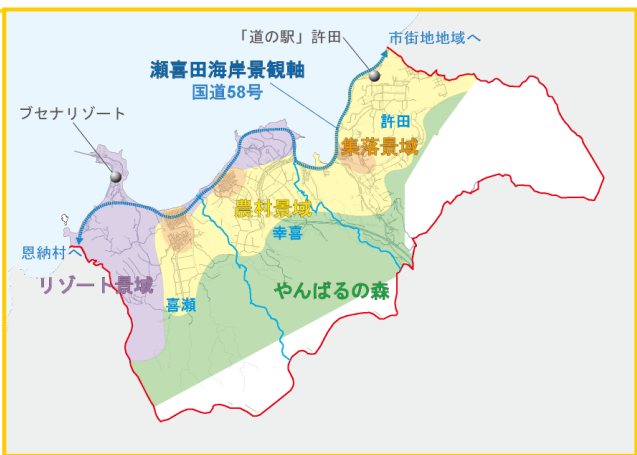 「道の駅」許田
市街地地域へ
瀬喜田海岸景観軸
国道58号
ブセナリゾート
許田
集落景域
農村景域
幸喜
恩納村へ
リゾート景域
やんばるの森
喜瀬